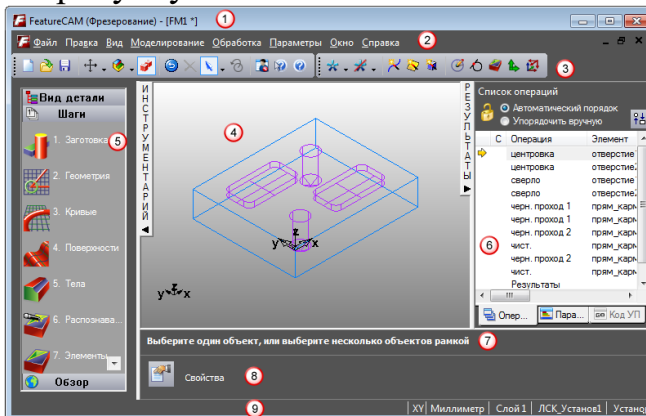 FeatureCAM (Фрезерование) - [FM1 *]
1
Файл Правка Вид Моделирование Обработка Параметры Окно Справка
2
3
Вид детали
Шаги
1. Заготовка
5
2. Геометрия
3. Кривые
4. Поверхности
5. Тела
6. Распознава...
7. Элементы
Обзор
ИНСТРУМЕНТАРИЙ
4
z
y x
y z x
РЕЗУЛЬТАТЫ
Список операций
Автоматический порядок
Упорядочить вручную
С Операция Элемент
центровка отверстие
центровка отверстие
сверло отверстие
сверло отверстие
черн. проход 1 прям_карм
черн. проход 1 прям_карм
черн. проход 2 прям_карм
6
чист. прям_карм
черн. проход 2 прям_карм
чист. прям_карм
Результаты
Опер... Пара... Код УП
Выберите один объект, или выберите несколько объектов рамкой
7
Свойства
8
9
XY Миллиметр Слой1 ЛСК_Установ1 Устано